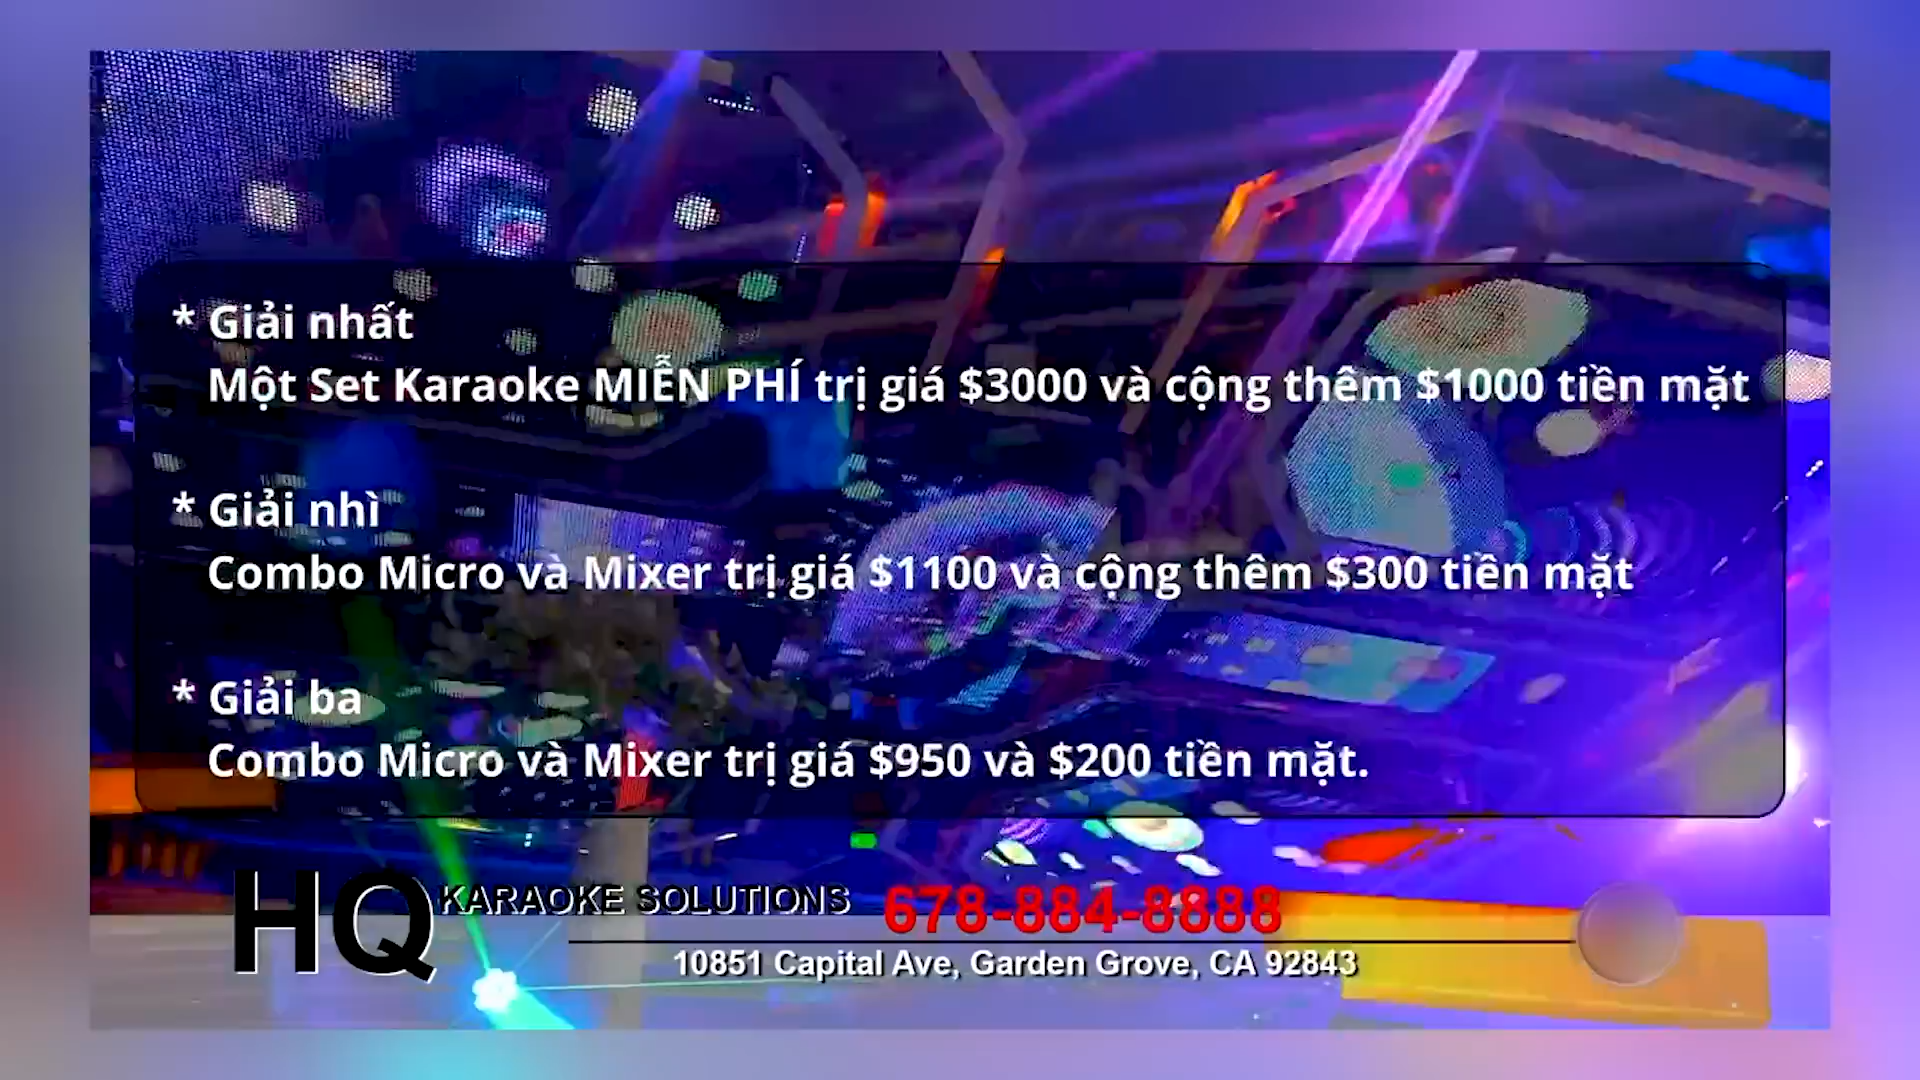 * Giải nhất
Một Set Karaoke MIỄN PHÍ trị giá $3000 và cộng thêm $1000 tiền mặt
* Giải nhì
Combo Micro và Mixer trị giá $1100 và cộng thêm $300 tiền mặt
* Giải ba
Combo Micro và Mixer trị giá $950 và $200 tiền mặt.
HQ KARAOKE SOLUTIONS 678-884-8888
10851 Capital Ave, Garden Grove, CA 92843